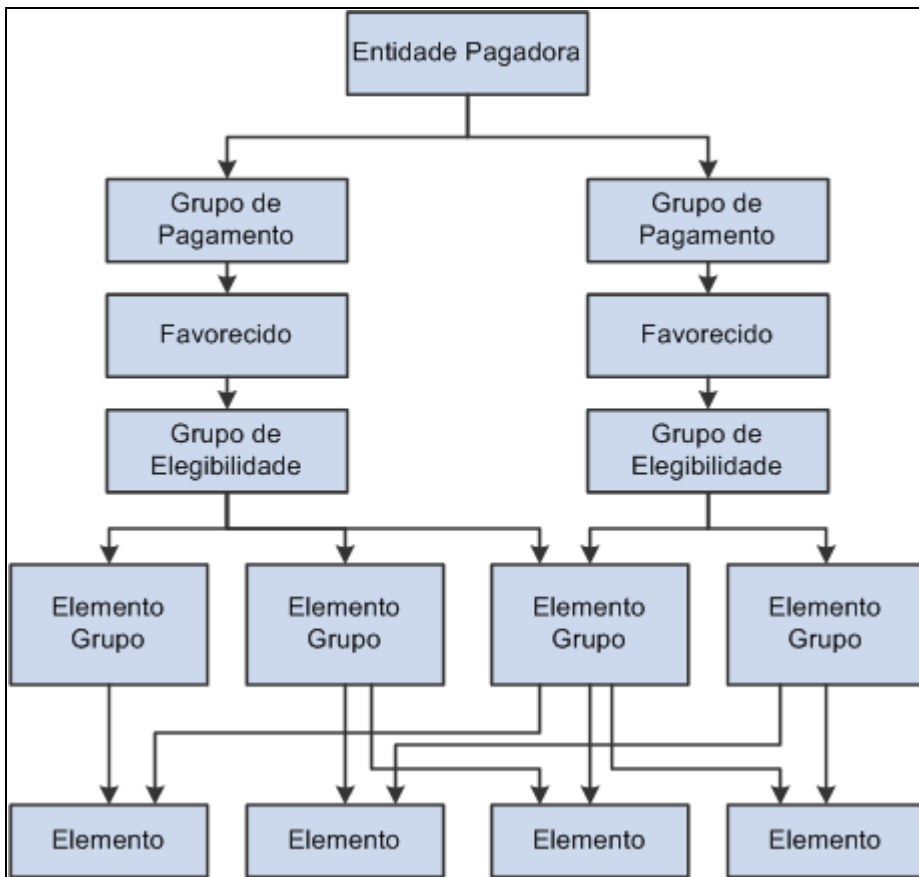 Entidade Pagadora
Grupo de
Pagamento
Grupo de
Pagamento
Favorecido
Favorecido
Grupo de
Elegibilidade
Grupo de
Elegibilidade
Elemento
Grupo
Elemento
Grupo
Elemento
Grupo
Elemento
Grupo
Elemento
Elemento
Elemento
Elemento